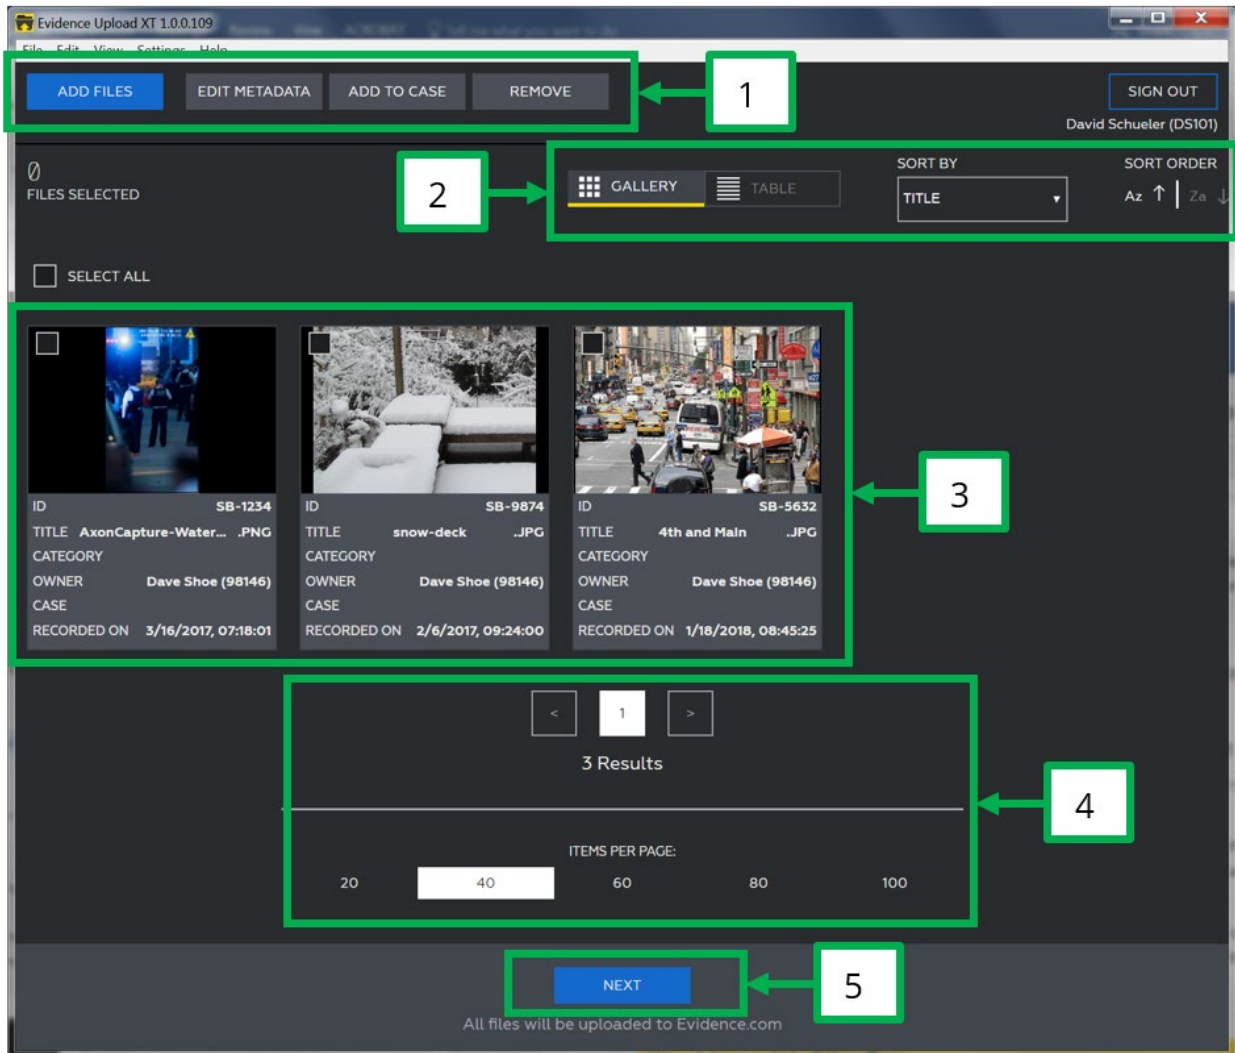 Evidence Upload XT 1.0.0.109
File Edit View Settings Help
ADD FILES EDIT METADATA ADD TO CASE REMOVE
1
SIGN OUT
David Schueler (DS101)
0
FILES SELECTED
2
GALLERY TABLE
SORT BY
TITLE
SORT ORDER
Az ↑ | Za ↓
SELECT ALL
ID SB-1234
TITLE AxonCapture-Water... .PNG
CATEGORY
OWNER Dave Shoe (98146)
CASE
RECORDED ON 3/16/2017, 07:18:01
ID SB-9874
TITLE snow-deck .JPG
CATEGORY
OWNER Dave Shoe (98146)
CASE
RECORDED ON 2/6/2017, 09:24:00
ID SB-5632
TITLE 4th and Main .JPG
CATEGORY
OWNER Dave Shoe (98146)
CASE
RECORDED ON 1/18/2018, 08:45:25
3
< 1 >
3 Results
4
ITEMS PER PAGE:
20 40 60 80 100
NEXT
5
All files will be uploaded to Evidence.com